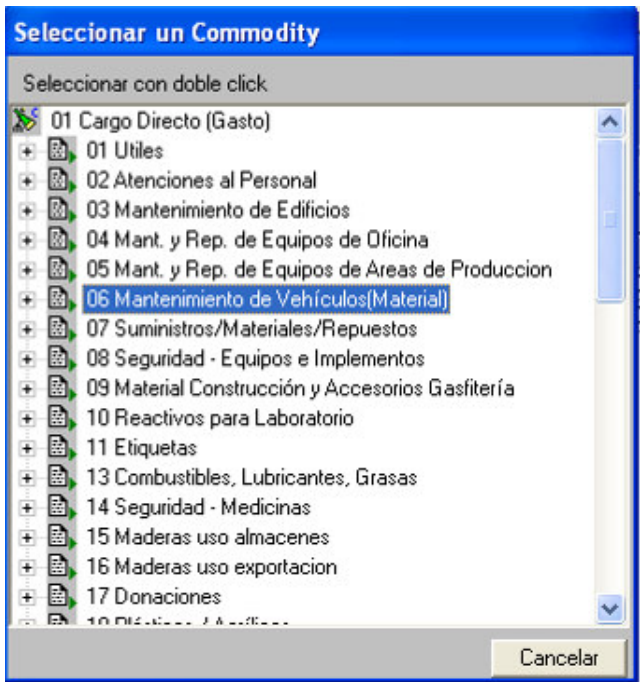 Seleccionar un Commodity
Seleccionar con doble click
01 Cargo Directo (Gasto)
01 Utiles
02 Atenciones al Personal
03 Mantenimiento de Edificios
04 Mant. y Rep. de Equipos de Oficina
05 Mant. y Rep. de Equipos de Areas de Produccion
06 Mantenimiento de Vehículos(Material)
07 Suministros/Materiales/Repuestos
08 Seguridad - Equipos e Implementos
09 Material Construcción y Accesorios Gasfitería
10 Reactivos para Laboratorio
11 Etiquetas
13 Combustibles, Lubricantes, Grasas
14 Seguridad - Medicinas
15 Maderas uso almacenes
16 Maderas uso exportacion
17 Donaciones
Cancelar